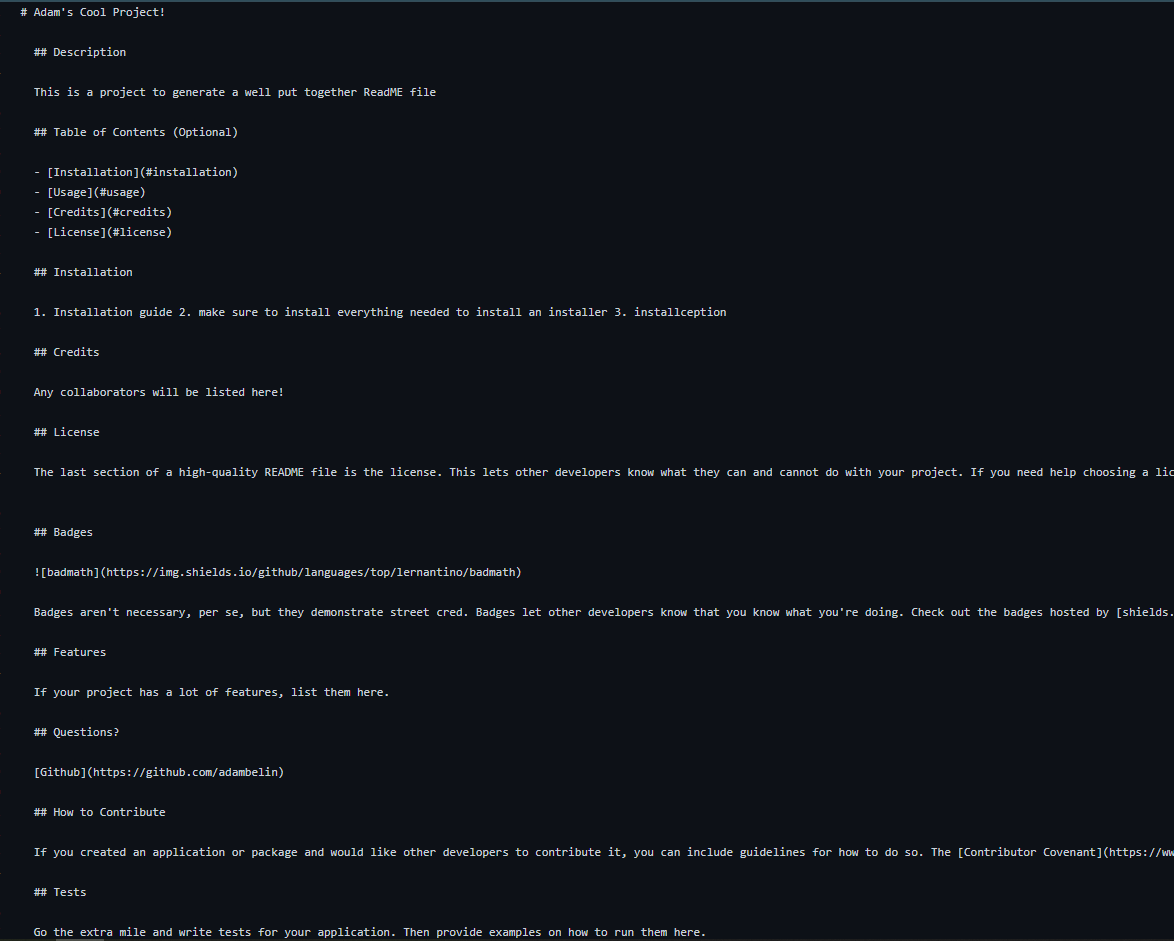 # Adam's Cool Project!
## Description
This is a project to generate a well put together ReadME file
## Table of Contents (Optional)
- [Installation](#installation)
- [Usage](#usage)
- [Credits](#credits)
- [License](#license)
## Installation
1. Installation guide 2. make sure to install everything needed to install an installer 3. installception
## Credits
Any collaborators will be listed here!
## License
The last section of a high-quality README file is the license. This lets other developers know what they can and cannot do with your project. If you need help choosing a lic
## Badges
![badmath](https://img.shields.io/github/languages/top/lernantino/badmath)
Badges aren't necessary, per se, but they demonstrate street cred. Badges let other developers know that you know what you're doing. Check out the badges hosted by [shields.
## Features
If your project has a lot of features, list them here.
## Questions?
[Github](https://github.com/adambelin)
## How to Contribute
If you created an application or package and would like other developers to contribute it, you can include guidelines for how to do so. The [Contributor Covenant](https://ww
## Tests
Go the extra mile and write tests for your application. Then provide examples on how to run them here.